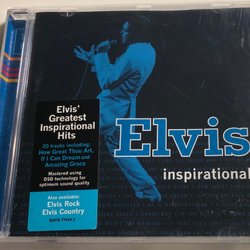 Elvis'
Greatest
Inspirational
Hits
20 tracks including:
How Great Thou Art,
If I Can Dream and
Amazing Grace
Mastered using
DSD technology for
optimum sound quality
Also available:
Elvis Rock
Elvis Country
Elvis
inspirational